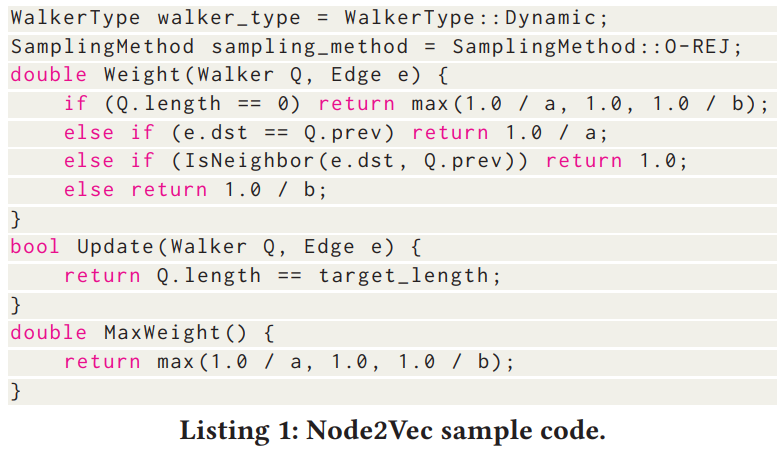 WalkerType walker_type = WalkerType::Dynamic;
SamplingMethod sampling_method = SamplingMethod::O-REJ;
double Weight(Walker Q, Edge e) {
    if (Q.length == 0) return max(1.0 / a, 1.0, 1.0 / b);
    else if (e.dst == Q.prev) return 1.0 / a;
    else if (IsNeighbor(e.dst, Q.prev)) return 1.0;
    else return 1.0 / b;
}
bool Update(Walker Q, Edge e) {
    return Q.length == target_length;
}
double MaxWeight() {
    return max(1.0 / a, 1.0, 1.0 / b);
}
Listing 1: Node2Vec sample code.